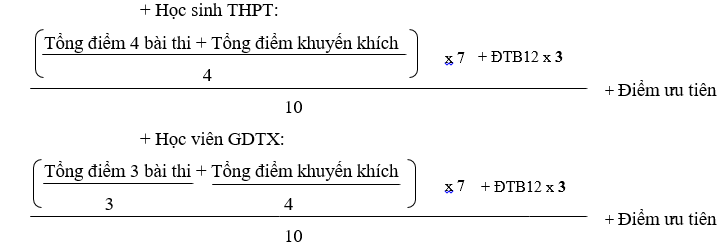 + Học sinh THPT:
Tổng điểm 4 bài thi + Tổng điểm khuyến khích
4
x 7 + ĐTB12 x 3
10
+ Điểm ưu tiên
+ Học viên GDTX:
Tổng điểm 3 bài thi + Tổng điểm khuyến khích
3 4
x 7 + ĐTB12 x 3
10
+ Điểm ưu tiên